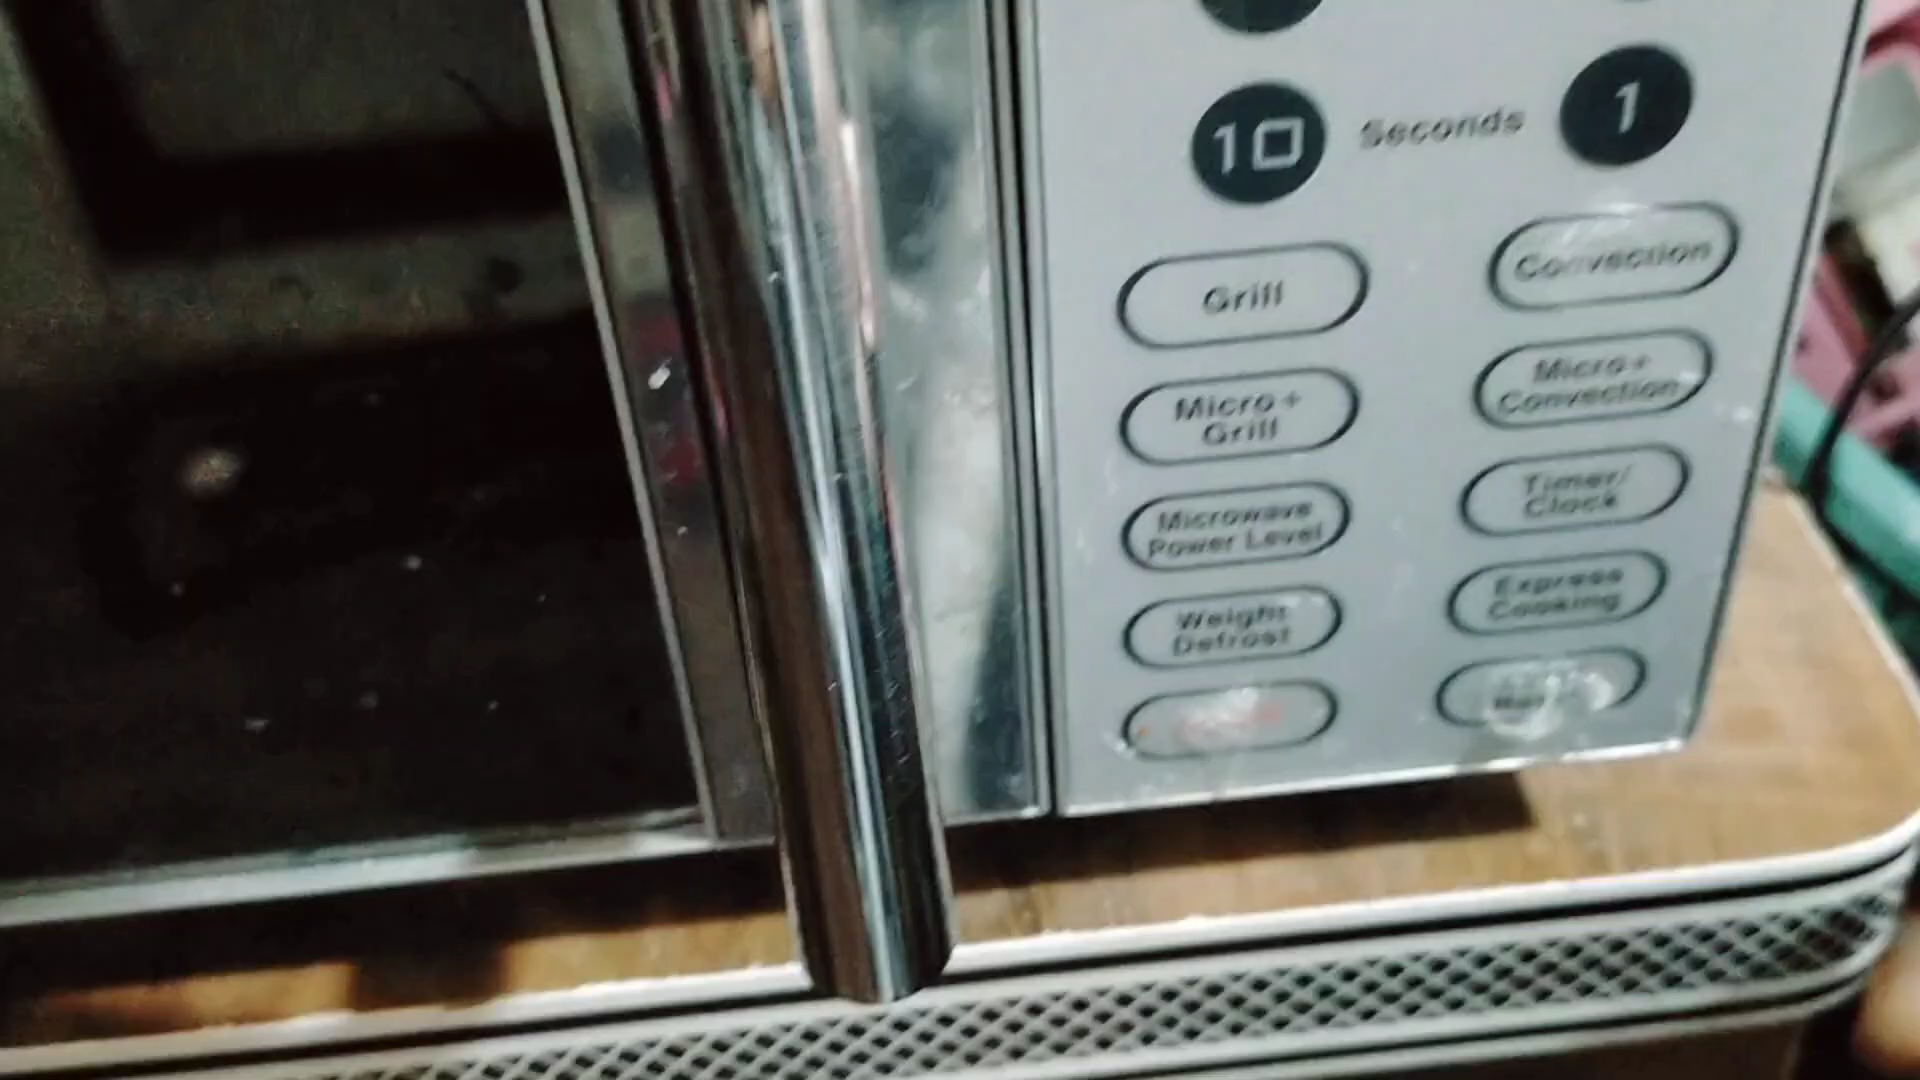 10 Seconds 1
Grill
Convection
Micro+
Grill
Micro+
Convection
Microwave
Power Level
Timer/
Clock
Weight
Defrost
Express
Cooking